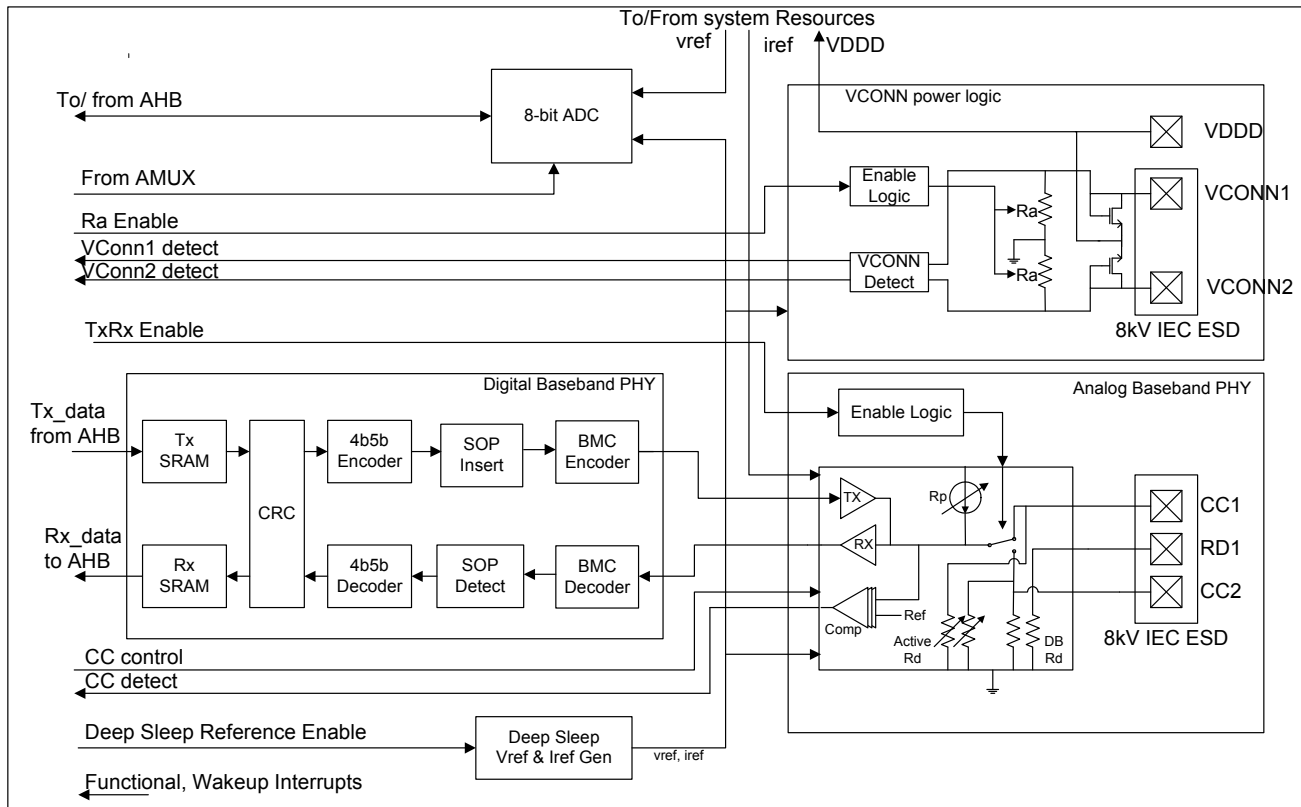 To/From system Resources
vref
iref
VDDD
To/ from AHB
8-bit ADC
VCONN power logic
VDDD
From AMUX
Enable
Logic
Ra
VCONN1
Ra Enable
VConn1 detect
VConn2 detect
VCONN
Detect
Ra
VCONN2
8kV IEC ESD
TxRx Enable
Digital Baseband PHY
Analog Baseband PHY
Enable Logic
Tx_data
from AHB
Tx
SRAM
CRC
4b5b
Encoder
SOP
Insert
BMC
Encoder
TX
Rp
CC1
Rx_data
to AHB
Rx
SRAM
4b5b
Decoder
SOP
Detect
BMC
Decoder
RX
RD1
CC2
Comp
Ref
Active
Rd
DB
Rd
8kV IEC ESD
CC control
CC detect
Deep Sleep Reference Enable
Deep Sleep
Vref & Iref Gen
vref, iref
Functional, Wakeup Interrupts